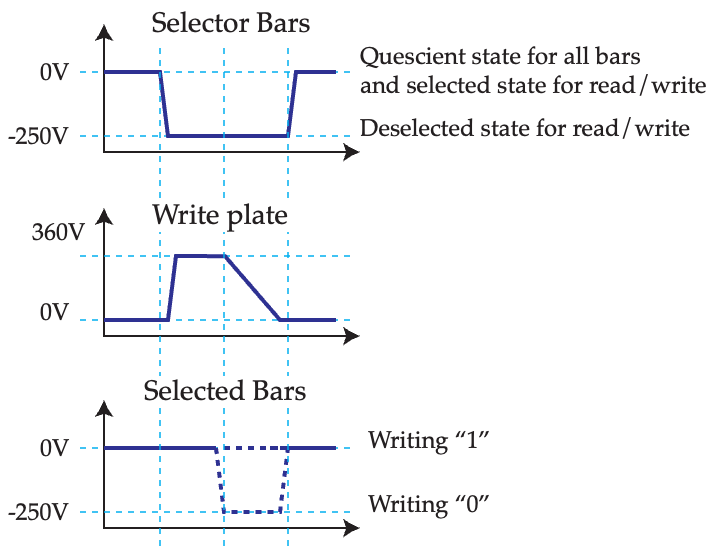 Selector Bars
0V
Quescient state for all bars
and selected state for read/write
-250V
Deselected state for read/write
Write plate
360V
0V
Selected Bars
0V
Writing “1”
-250V
Writing “0”